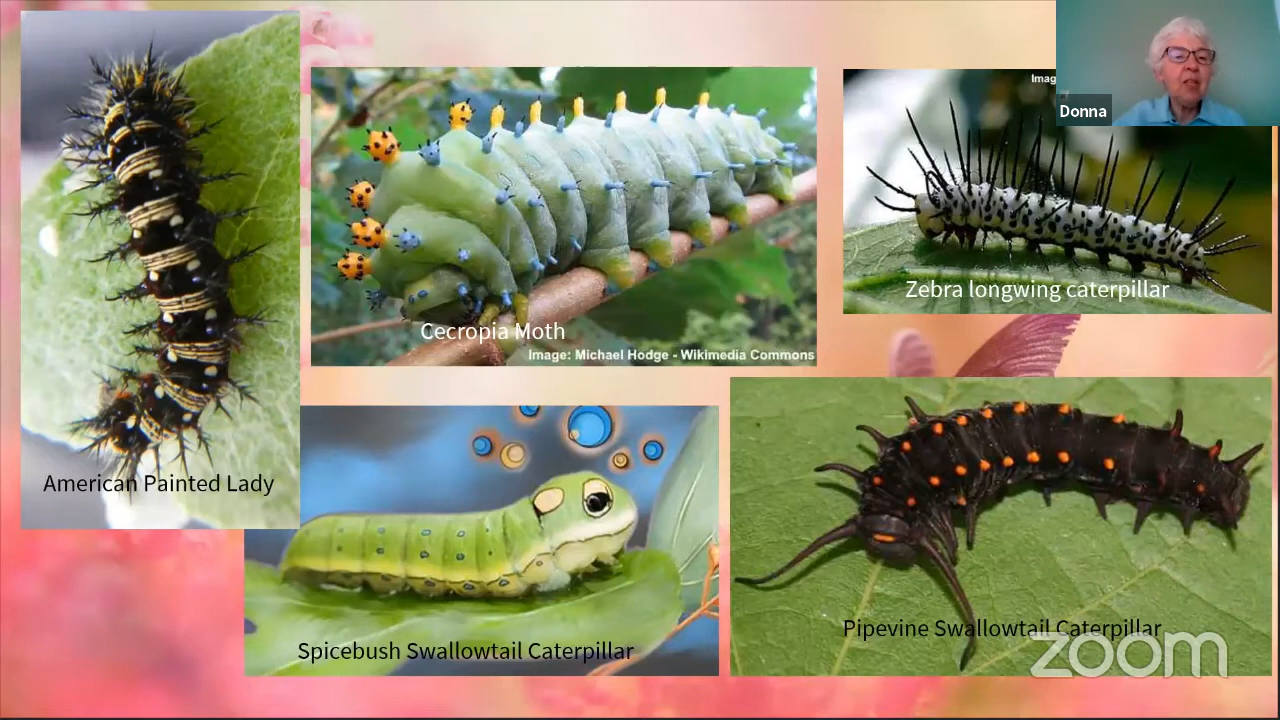 Imag
Donna
Zebra longwing caterpillar
Cecropia Moth
Image: Michael Hodge - Wikimedia Commons
American Painted Lady
Spicebush Swallowtail Caterpillar
Pipevine Swallowtail Caterpillar
zoom